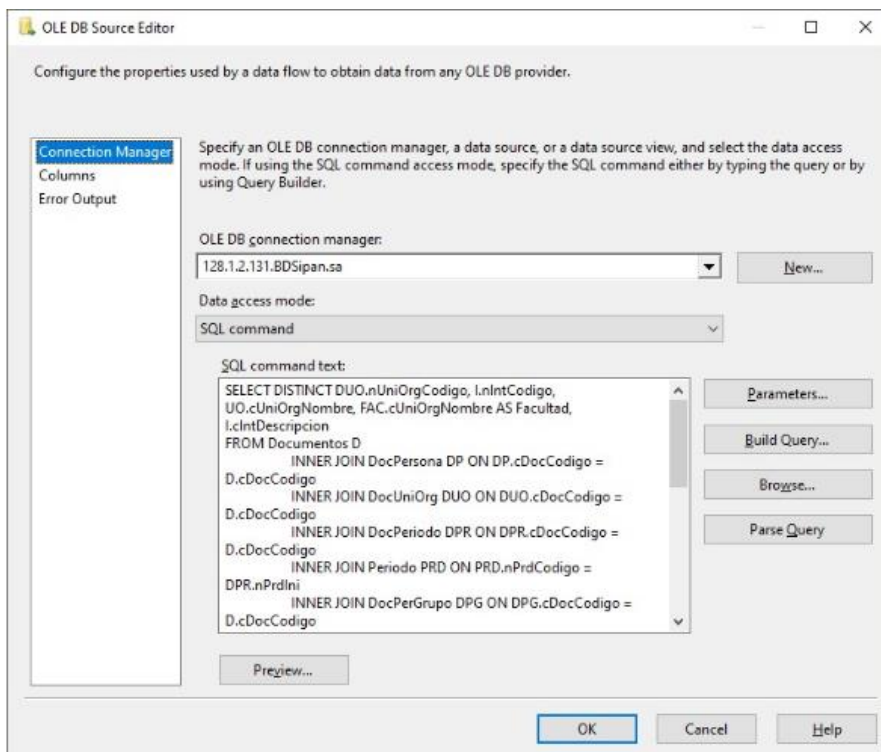 OLE DB Source Editor
Configure the properties used by a data flow to obtain data from any OLE DB provider.
Connection Manager
Columns
Error Output
Specify an OLE DB connection manager, a data source, or a data source view, and select the data access
mode. If using the SQL command access mode, specify the SQL command either by typing the query or by
using Query Builder.
OLE DB connection manager:
128.1.2.131.BDSipan.sa
New...
Data access mode:
SQL command
SQL command text:
SELECT DISTINCT DUO.nUniOrgCodigo, I.nIntCodigo,
UO.cUniOrgNombre, FAC.cUniOrgNombre AS Facultad,
I.cIntDescripcion
FROM Documentos D
INNER JOIN DocPersona DP ON DP.cDocCodigo =
D.cDocCodigo
INNER JOIN DocUniOrg DUO ON DUO.cDocCodigo =
D.cDocCodigo
INNER JOIN DocPeriodo DPR ON DPR.cDocCodigo =
D.cDocCodigo
INNER JOIN Periodo PRD ON PRD.nPrdCodigo =
DPR.nPrdIni
INNER JOIN DocPerGrupo DPG ON DPG.cDocCodigo =
D.cDocCodigo
Parameters...
Build Query...
Browse...
Parse Query
Preview...
OK
Cancel
Help